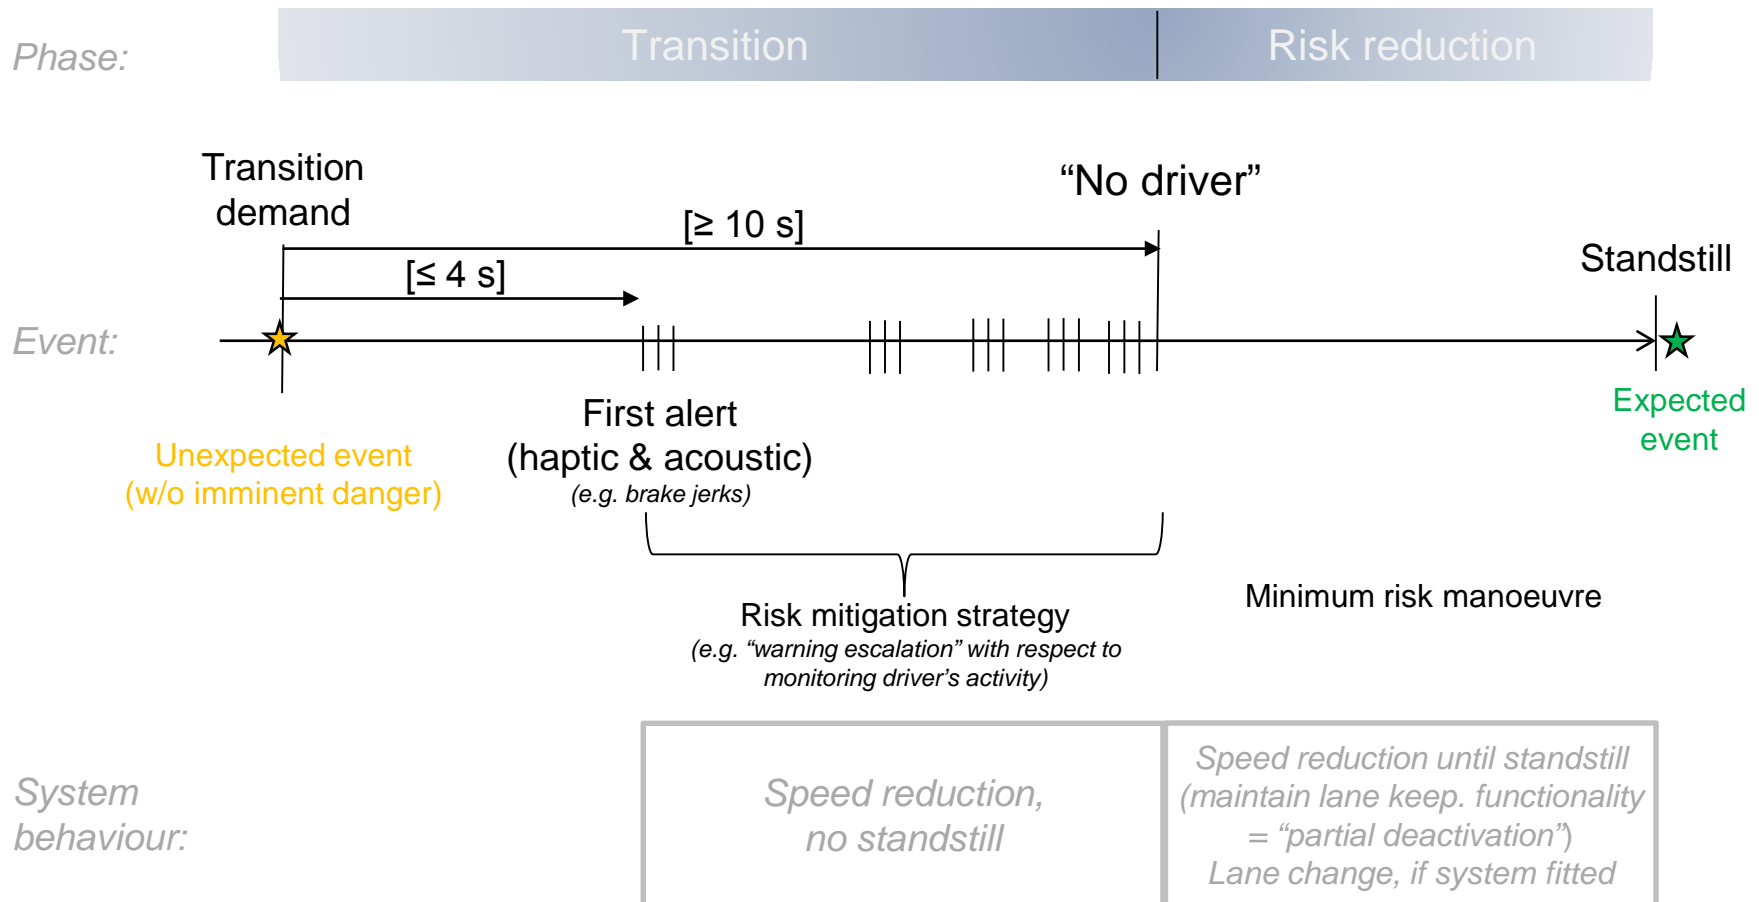 Phase:
Transition
Risk reduction
Transition
demand
“No driver”
[≥ 10 s]
[≤ 4 s]
Standstill
Event:
First alert
(haptic & acoustic)
(e.g. brake jerks)
Unexpected event
(w/o imminent danger)
Expected
event
Risk mitigation strategy
(e.g. “warning escalation” with respect to
monitoring driver’s activity)
Minimum risk manoeuvre
System
behaviour:
Speed reduction,
no standstill
Speed reduction until standstill
(maintain lane keep. functionality
= “partial deactivation”)
Lane change, if system fitted